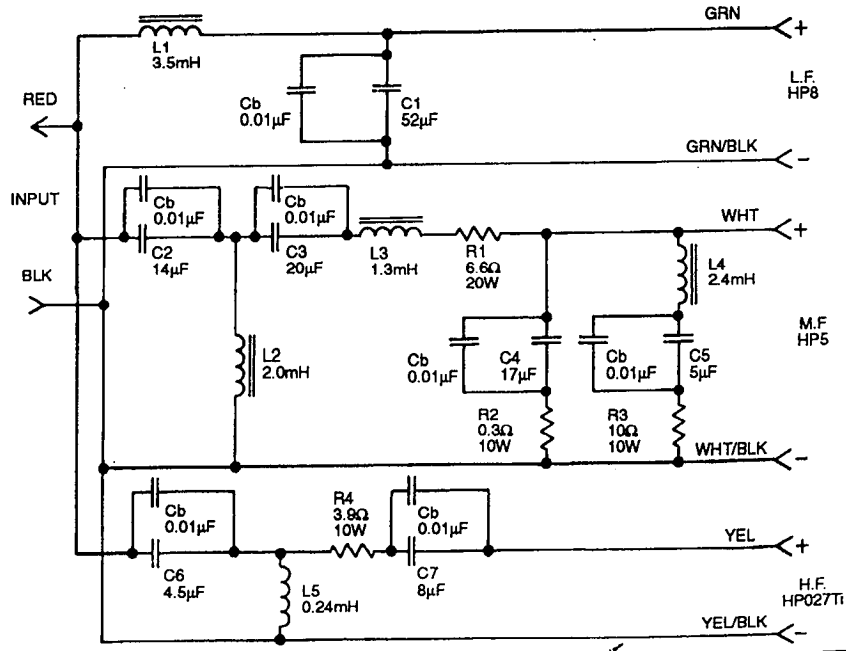 GRN
+
L1
3.5mH
L.F.
HP8
RED
Cb
0.01µF
C1
52µF
GRN/BLK
-
INPUT
Cb
0.01µF
Cb
0.01µF
WHT
+
C2
14µF
C3
20µF
L3
1.3mH
R1
6.6Ω
20W
L4
2.4mH
BLK
M.F
HP5
L2
2.0mH
Cb
0.01µF
C4
17µF
Cb
0.01µF
C5
5µF
R2
0.3Ω
10W
R3
10Ω
10W
WHT/BLK
-
Cb
0.01µF
R4
3.9Ω
10W
Cb
0.01µF
YEL
+
C6
4.5µF
L5
0.24mH
C7
8µF
H.F.
HP027Ti
YEL/BLK
-